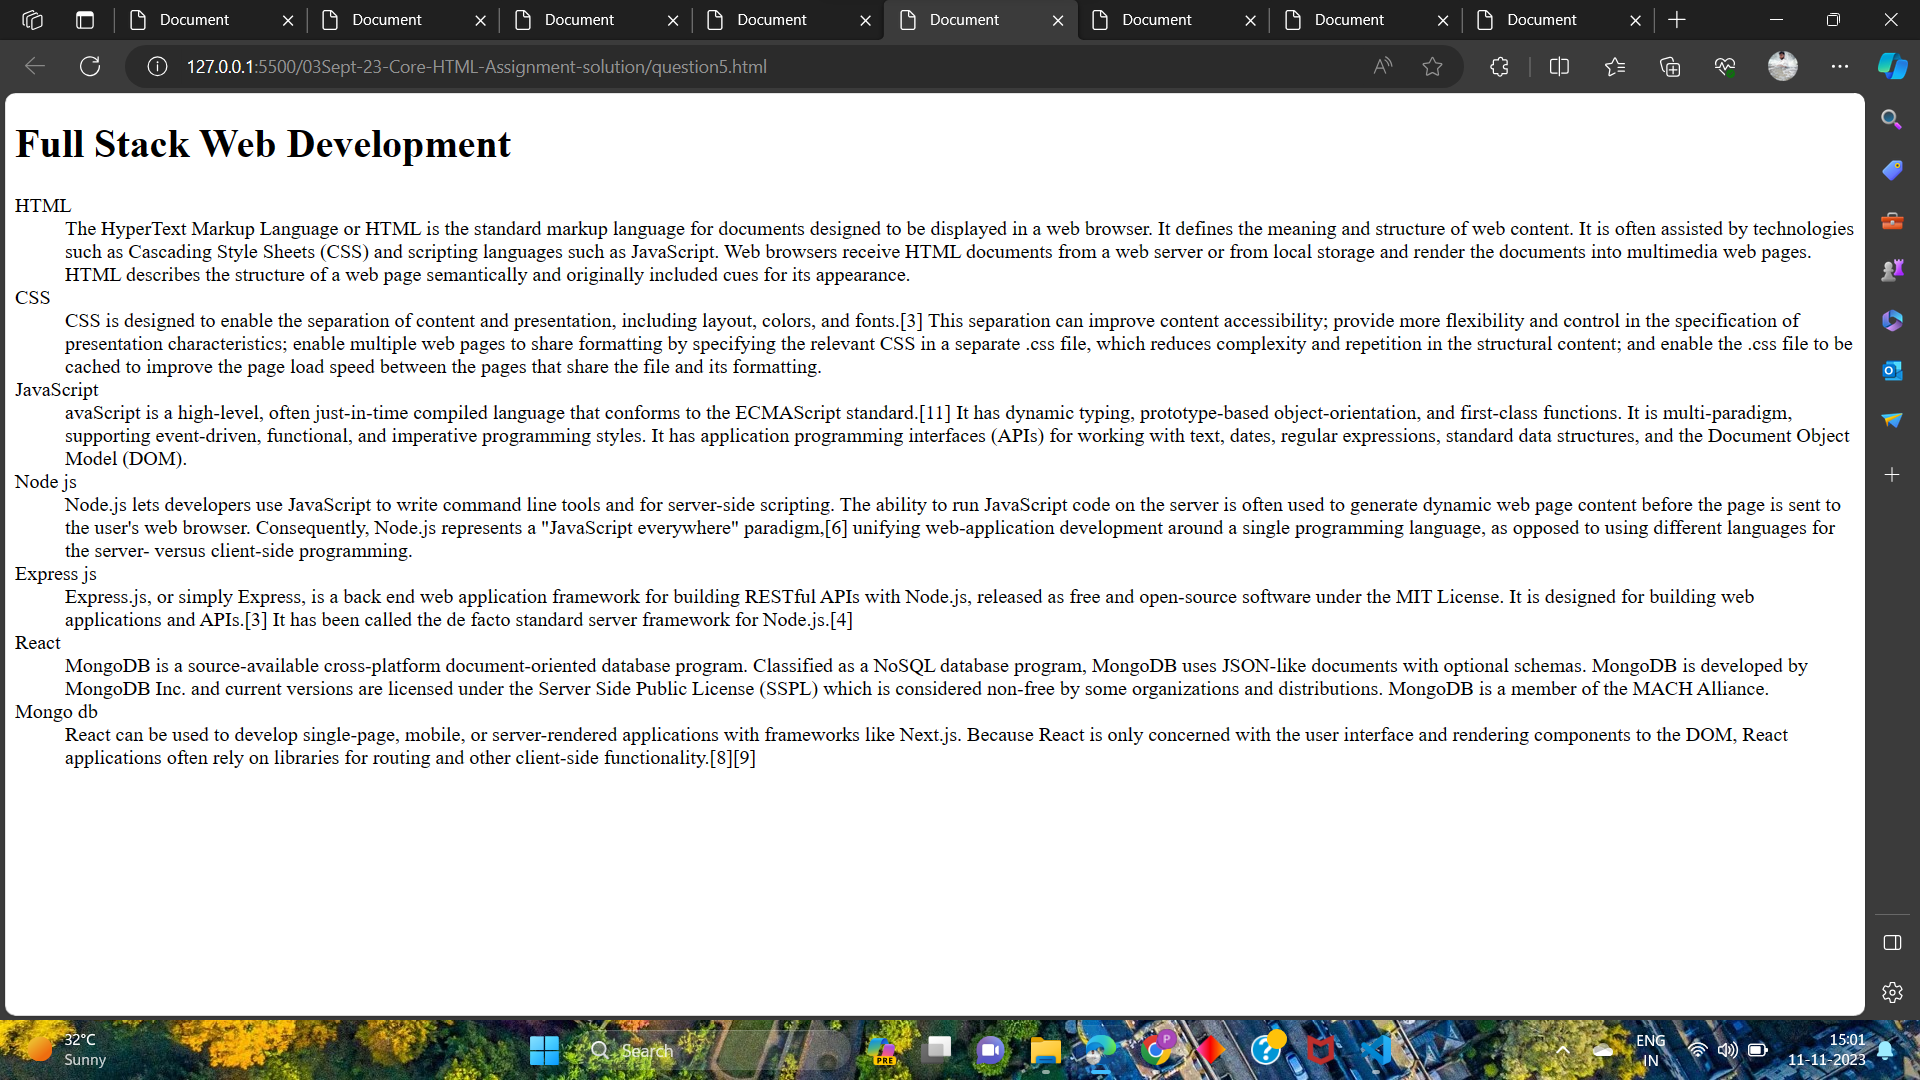 Document Document Document Document Document Document Document Document
127.0.0.1:5500/03Sept-23-Core-HTML-Assignment-solution/question5.html
Full Stack Web Development
HTML
The HyperText Markup Language or HTML is the standard markup language for documents designed to be displayed in a web browser. It defines the meaning and structure of web content. It is often assisted by technologies
such as Cascading Style Sheets (CSS) and scripting languages such as JavaScript. Web browsers receive HTML documents from a web server or from local storage and render the documents into multimedia web pages.
HTML describes the structure of a web page semantically and originally included cues for its appearance.
CSS
CSS is designed to enable the separation of content and presentation, including layout, colors, and fonts.[3] This separation can improve content accessibility; provide more flexibility and control in the specification of
presentation characteristics; enable multiple web pages to share formatting by specifying the relevant CSS in a separate .css file, which reduces complexity and repetition in the structural content; and enable the .css file to be
cached to improve the page load speed between the pages that share the file and its formatting.
JavaScript
avaScript is a high-level, often just-in-time compiled language that conforms to the ECMAScript standard.[11] It has dynamic typing, prototype-based object-orientation, and first-class functions. It is multi-paradigm,
supporting event-driven, functional, and imperative programming styles. It has application programming interfaces (APIs) for working with text, dates, regular expressions, standard data structures, and the Document Object
Model (DOM).
Node js
Node.js lets developers use JavaScript to write command line tools and for server-side scripting. The ability to run JavaScript code on the server is often used to generate dynamic web page content before the page is sent to
the user's web browser. Consequently, Node.js represents a "JavaScript everywhere" paradigm,[6] unifying web-application development around a single programming language, as opposed to using different languages for
the server- versus client-side programming.
Express js
Express.js, or simply Express, is a back end web application framework for building RESTful APIs with Node.js, released as free and open-source software under the MIT License. It is designed for building web
applications and APIs.[3] It has been called the de facto standard server framework for Node.js.[4]
React
MongoDB is a source-available cross-platform document-oriented database program. Classified as a NoSQL database program, MongoDB uses JSON-like documents with optional schemas. MongoDB is developed by
MongoDB Inc. and current versions are licensed under the Server Side Public License (SSPL) which is considered non-free by some organizations and distributions. MongoDB is a member of the MACH Alliance.
Mongo db
React can be used to develop single-page, mobile, or server-rendered applications with frameworks like Next.js. Because React is only concerned with the user interface and rendering components to the DOM, React
applications often rely on libraries for routing and other client-side functionality.[8][9]
32°C
Sunny
Search
PRE
P
ENG
IN
15:01
11-11-2023